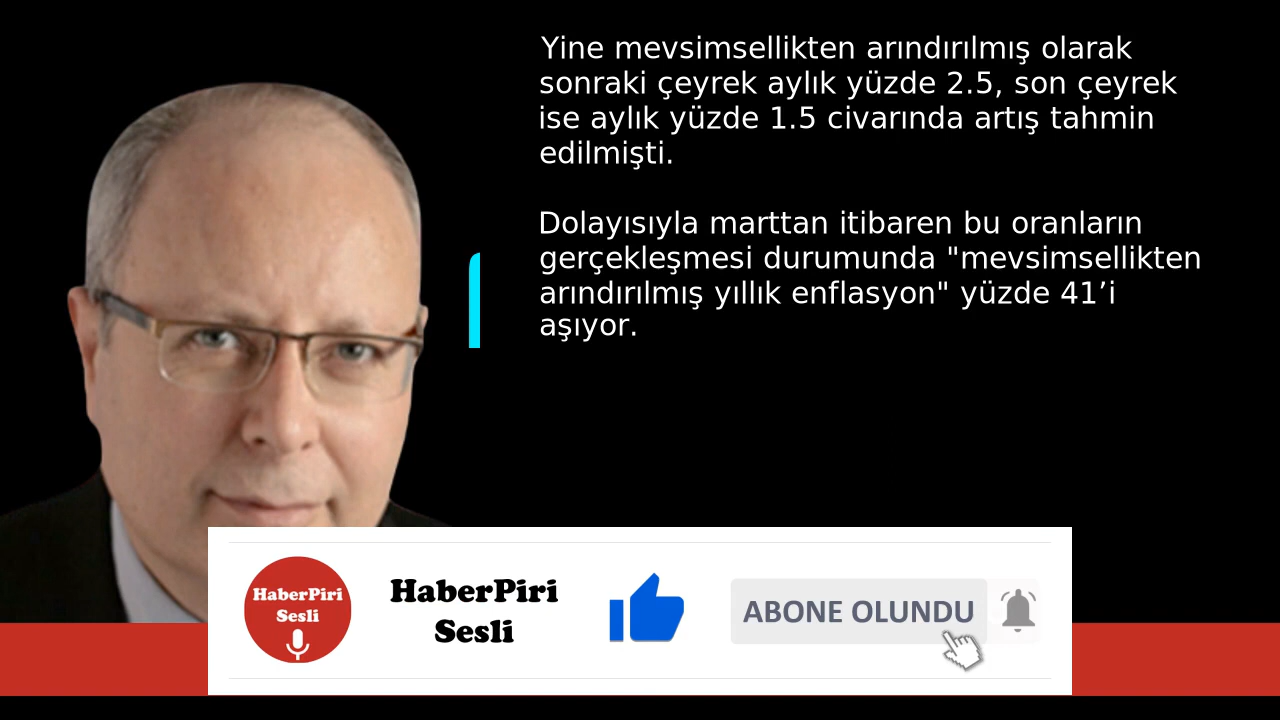 Yine mevsimsellikten arındırılmış olarak
sonraki çeyrek aylık yüzde 2.5, son çeyrek
ise aylık yüzde 1.5 civarında artış tahmin
edilmişti.
Dolayısıyla marttan itibaren bu oranların
gerçekleşmesi durumunda "mevsimsellikten
arındırılmış yıllık enflasyon" yüzde 41’i
aşıyor.
HaberPiri
Sesli
HaberPiri
Sesli
ABONE OLUNDU